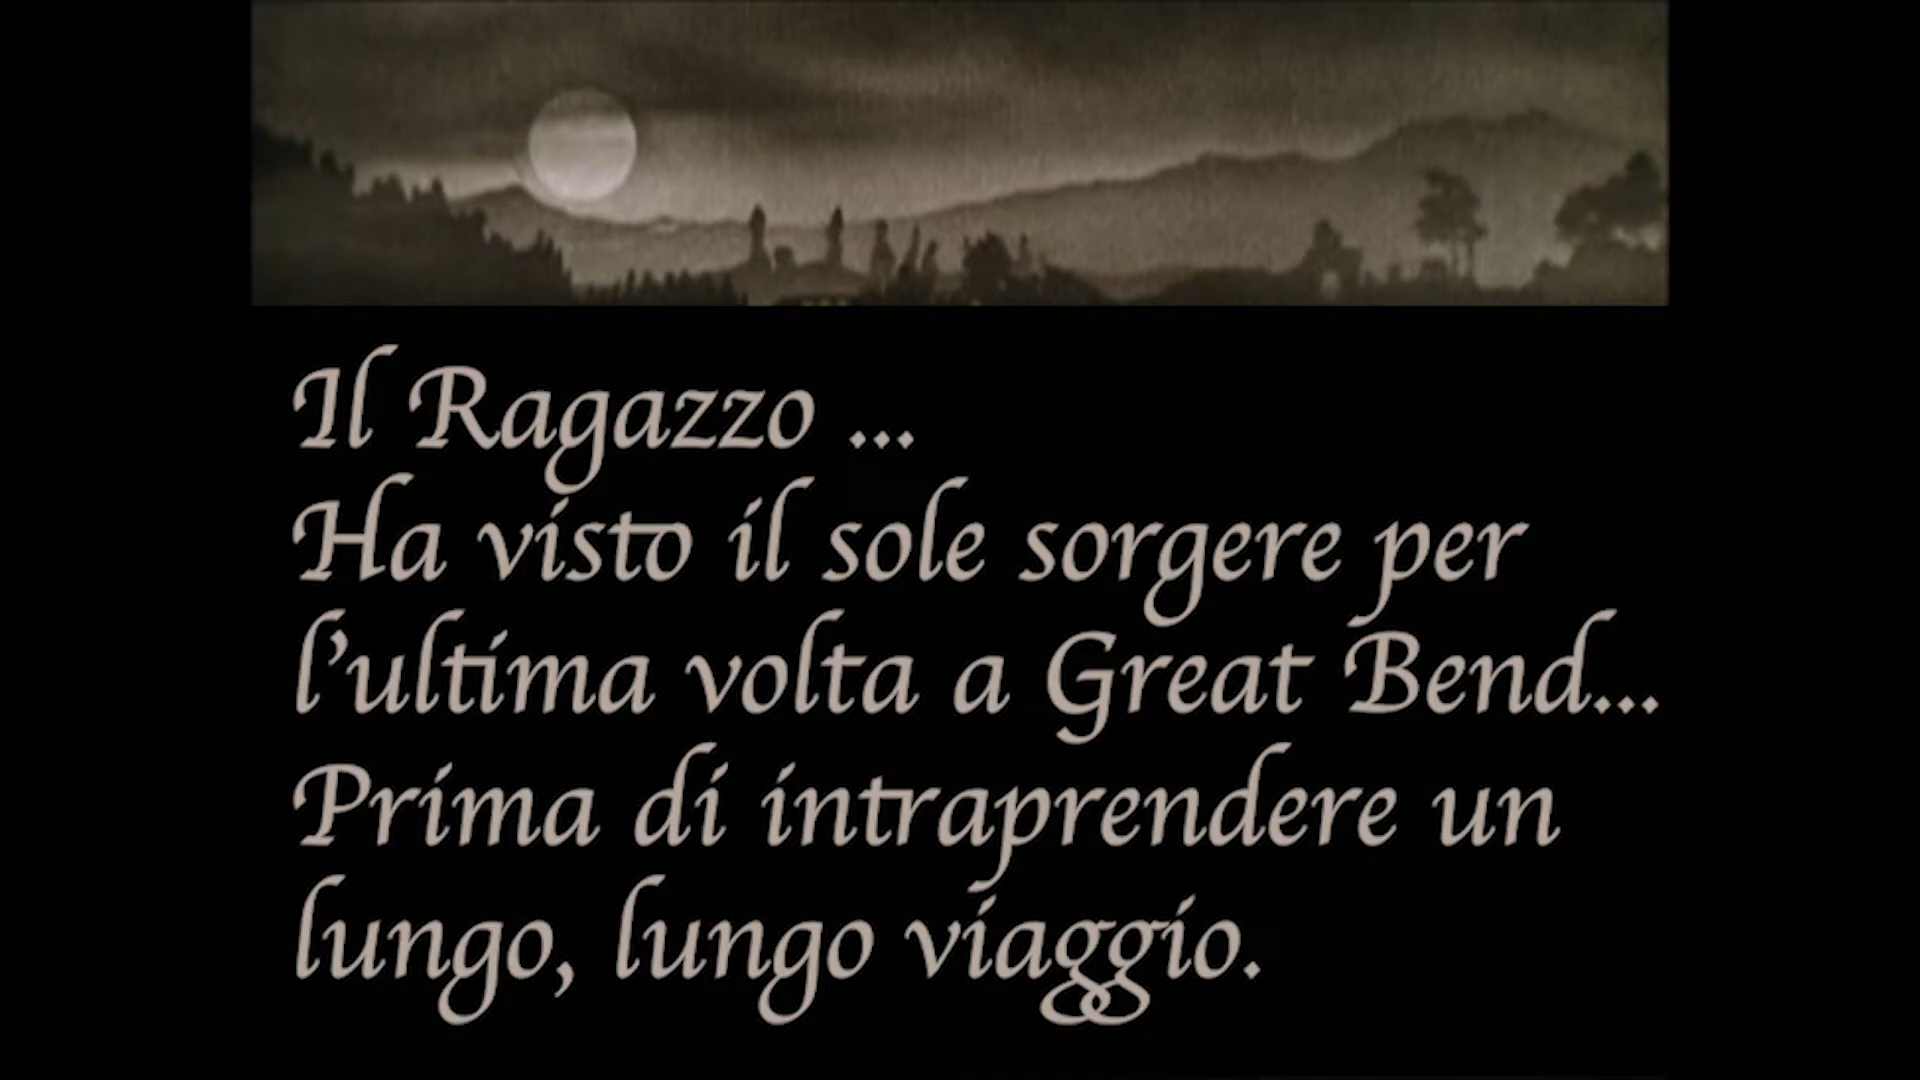 Il Ragazzo ...
Ha visto il sole sorgere per
l'ultima volta a Great Bend...
Prima di intraprendere un
lungo, lungo viaggio.